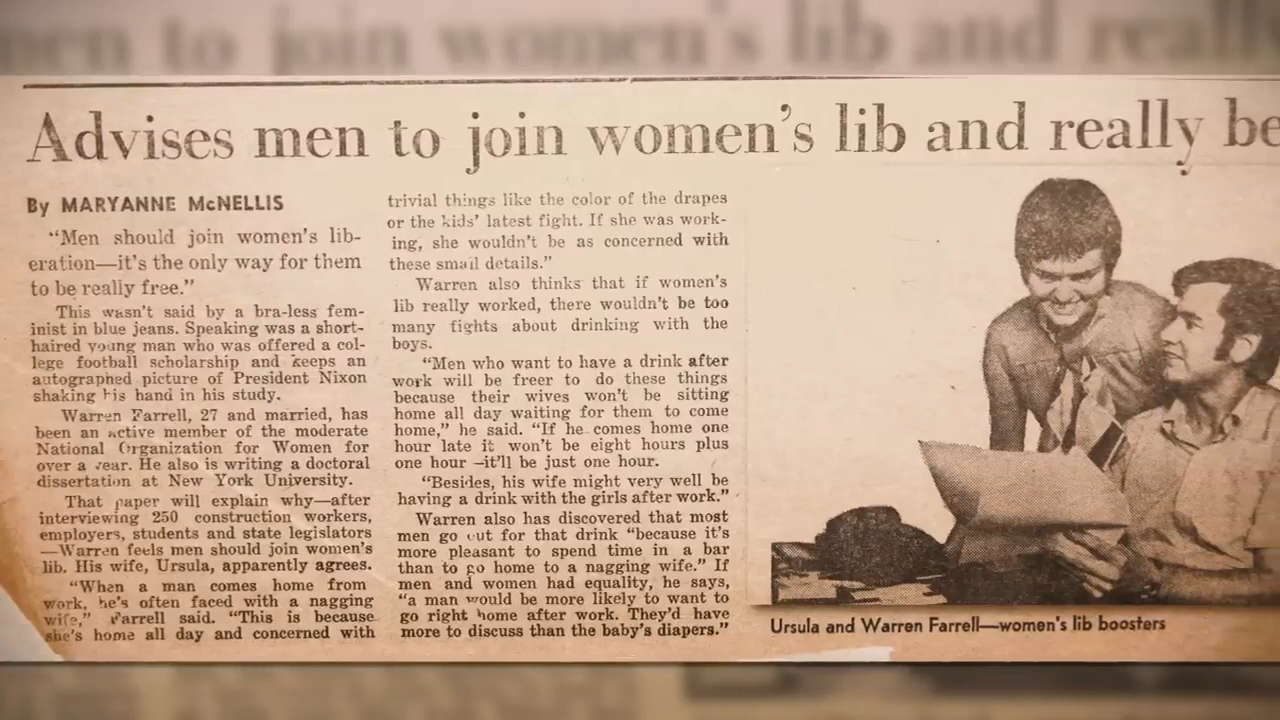 men to join women's lib and really
Advises men to join women's lib and really be
By MARYANNE McNELLIS
"Men should join women's lib-
eration—it's the only way for them
to be really free."
This wasn't said by a bra-less fem-
inist in blue jeans. Speaking was a short-
haired young man who was offered a col-
lege football scholarship and keeps an
autographed picture of President Nixon
shaking his hand in his study.
Warren Farrell, 27 and married, has
been an active member of the moderate
National Organization for Women for
over a year. He also is writing a doctoral
dissertation at New York University.
That paper will explain why—after
interviewing 250 construction workers,
employers, students and state legislators
—Warren feels men should join women's
lib. His wife, Ursula, apparently agrees.
"When a man comes home from
work, he's often faced with a nagging
wife," Farrell said. "This is because
she's home all day and concerned with
trivial things like the color of the drapes
or the kids' latest fight. If she was work-
ing, she wouldn't be as concerned with
these small details."
Warren also thinks that if women's
lib really worked, there wouldn't be too
many fights about drinking with the
boys.
"Men who want to have a drink after
work will be freer to do these things
because their wives won't be sitting
home all day waiting for them to come
home," he said. "If he comes home one
hour late it won't be eight hours plus
one hour —it'll be just one hour.
"Besides, his wife might very well be
having a drink with the girls after work."
Warren also has discovered that most
men go out for that drink "because it's
more pleasant to spend time in a bar
than to go home to a nagging wife." If
men and women had equality, he says,
"a man would be more likely to want to
go right home after work. They'd have
more to discuss than the baby's diapers."
Ursula and Warren Farrell—women's lib boosters